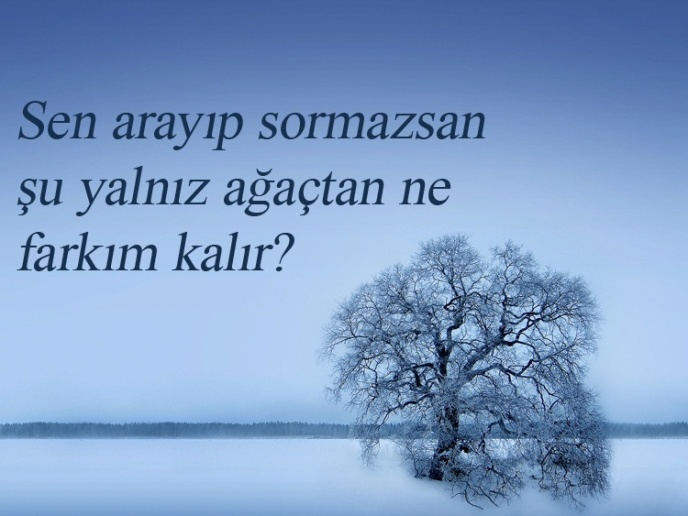 Sen arayıp sormazsan
şu yalnız ağaçtan ne
farkım kalır?